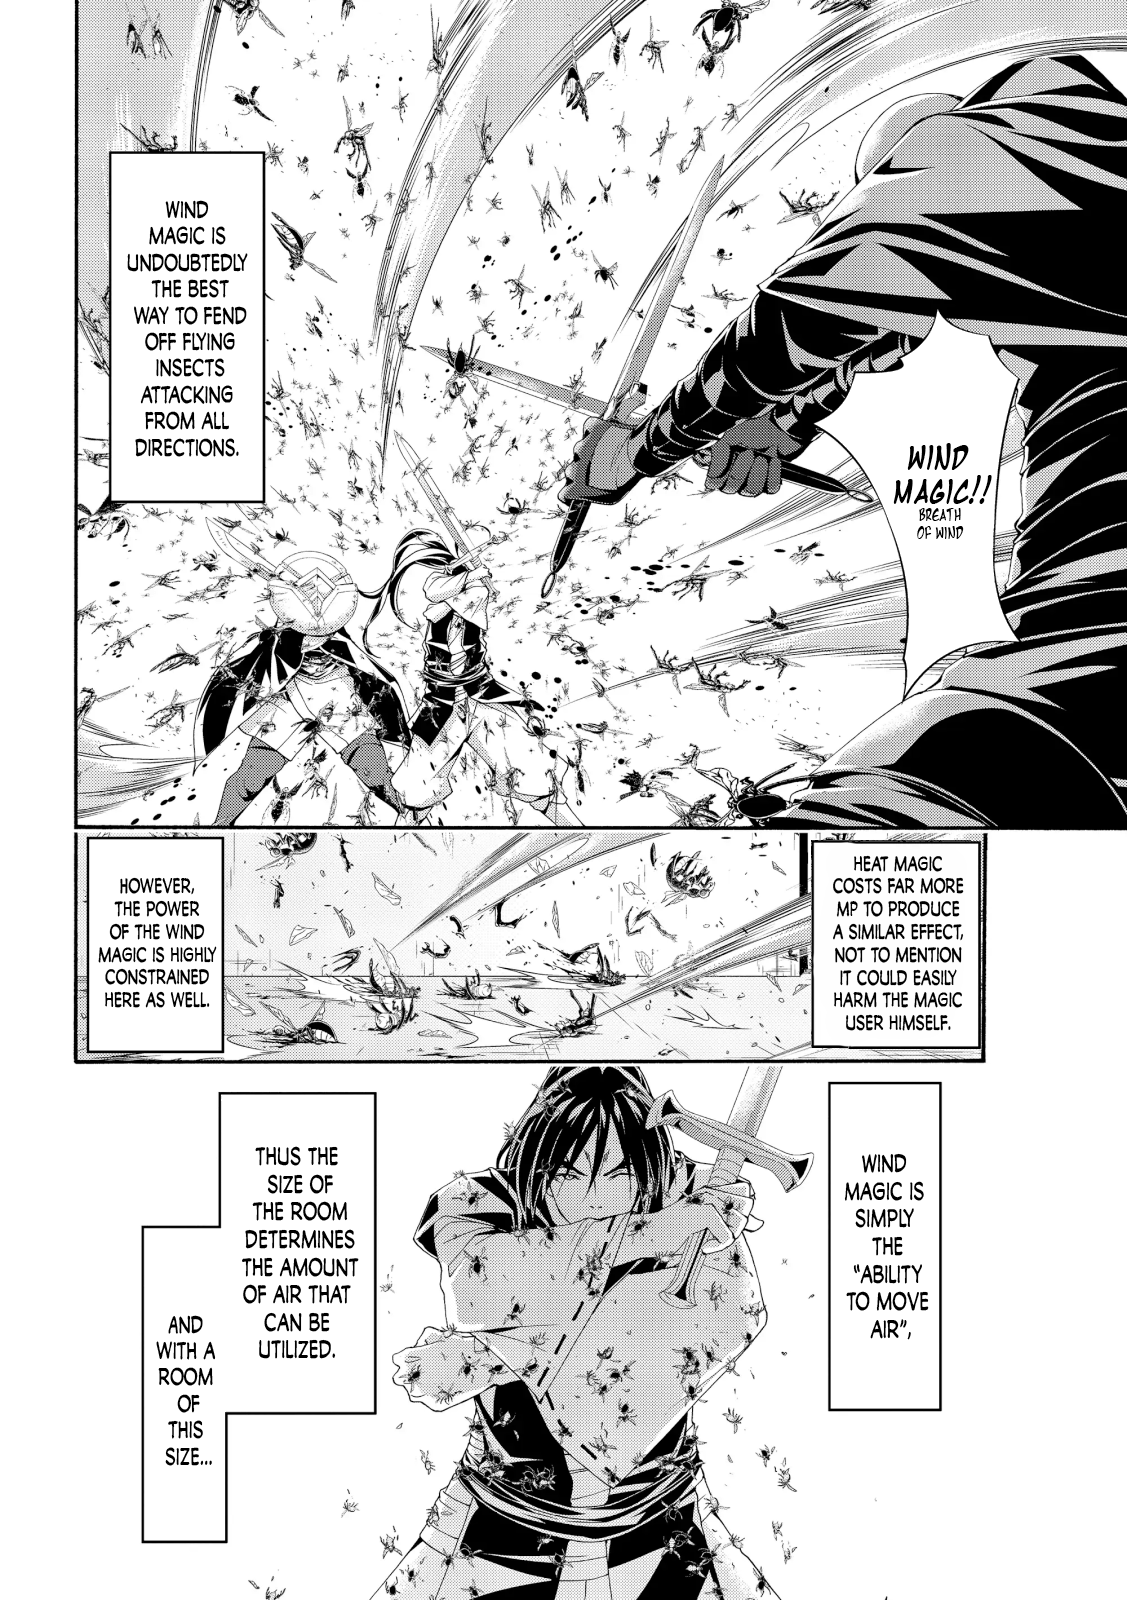 WIND
MAGIC!!
BREATH
OF WIND
WIND
MAGIC IS
UNDOUBTEDLY
THE BEST
WAY TO FEND
OFF FLYING
INSECTS
ATTACKING
FROM ALL
DIRECTIONS.
HEAT MAGIC
COSTS FAR MORE
MP TO PRODUCE
A SIMILAR EFFECT,
NOT TO MENTION
IT COULD EASILY
HARM THE MAGIC
USER HIMSELF.
HOWEVER,
THE POWER
OF THE WIND
MAGIC IS HIGHLY
CONSTRAINED
HERE AS WELL.
WIND
MAGIC IS
SIMPLY
THE
"ABILITY
TO MOVE
AIR",
THUS THE
SIZE OF
THE ROOM
DETERMINES
THE AMOUNT
OF AIR THAT
CAN BE
UTILIZED.
AND
WITH A
ROOM
OF
THIS
SIZE...